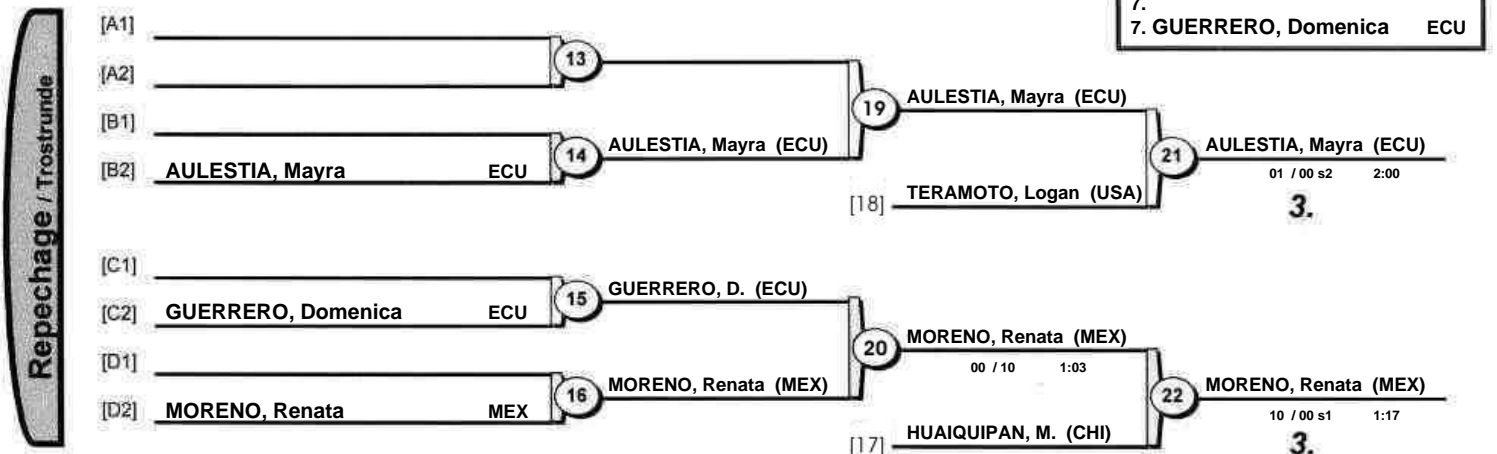 7.
7. GUERRERO, Domenica ECU
Repechage / Trostrunde
[A1]
13
[A2]
19 AULESTIA, Mayra (ECU)
[B1]
14 AULESTIA, Mayra (ECU)
21 AULESTIA, Mayra (ECU)
[B2] AULESTIA, Mayra ECU
01 / 00 s2 2:00
[18] TERAMOTO, Logan (USA)
3.
[C1]
15 GUERRERO, D. (ECU)
[C2] GUERRERO, Domenica ECU
20 MORENO, Renata (MEX)
00 / 10 1:03
[D1]
16 MORENO, Renata (MEX)
22 MORENO, Renata (MEX)
[D2] MORENO, Renata MEX
10 / 00 s1 1:17
[17] HUAIQUIPAN, M. (CHI)
3.